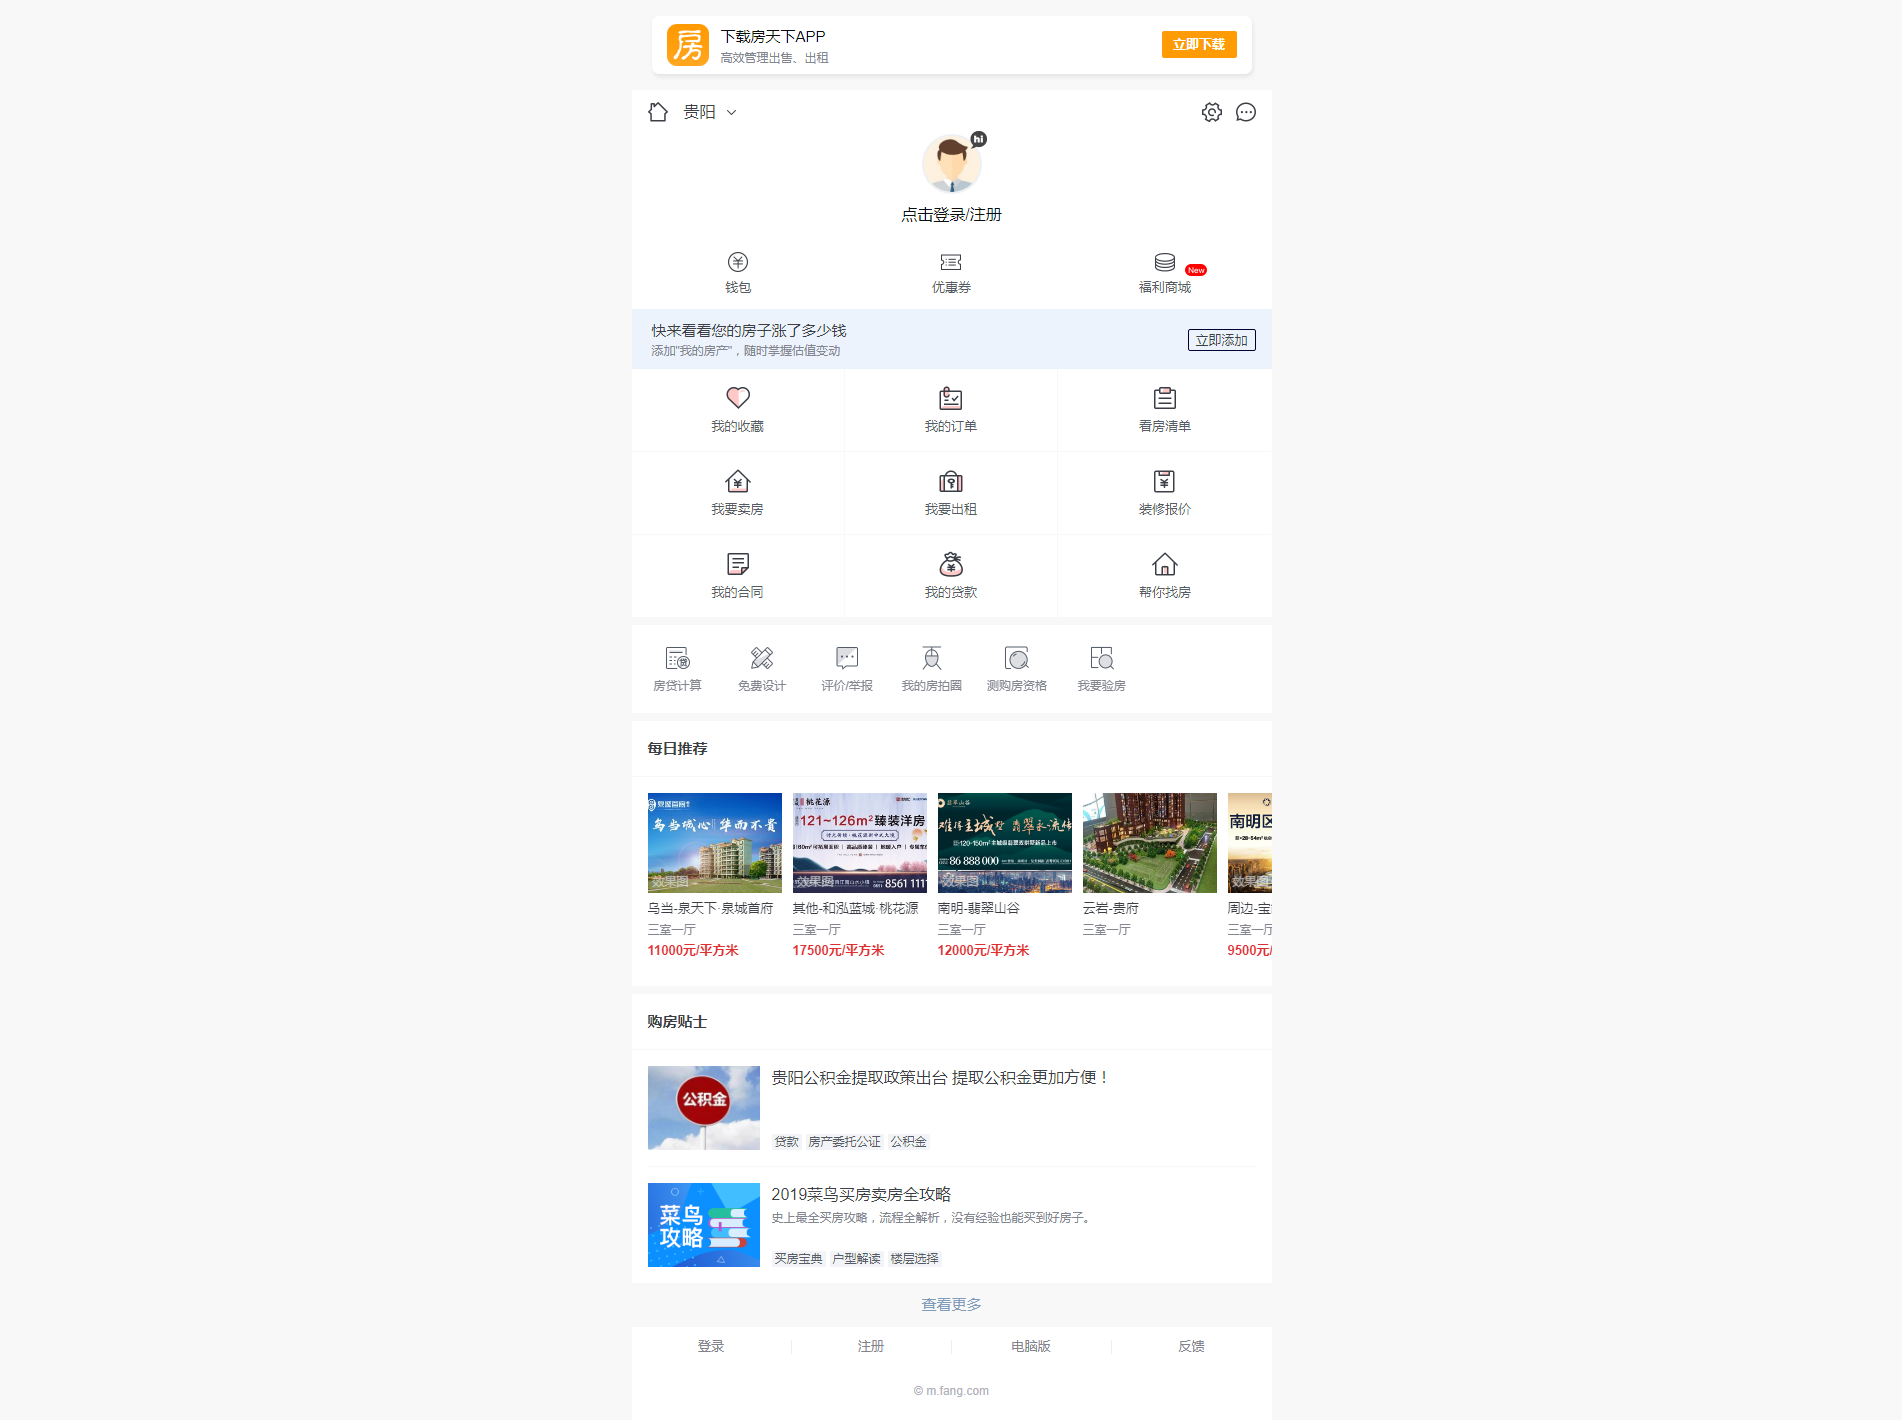 房
下载房天下APP
高效管理出售、出租
立即下载
贵阳
hi
点击登录/注册
钱包
优惠券
福利商城
New
快来看看您的房子涨了多少钱
添加"我的房产"，随时掌握估值变动
立即添加
我的收藏
我的订单
看房清单
我要卖房
我要出租
装修报价
我的合同
我的贷款
帮你找房
房贷计算
免费设计
评价/举报
我的房拍圈
测购房资格
我要验房
每日推荐
乌当城心 华而不贵
效果图
桃花源
121~126m²臻装洋房
效果图
8561 111
翡翠山谷
86 888 000
效果图
南明区
效果图
乌当-泉天下·泉城首府
三室一厅
11000元/平方米
其他-和泓蓝城·桃花源
三室一厅
17500元/平方米
南明-翡翠山谷
三室一厅
12000元/平方米
云岩-贵府
三室一厅
周边-宝
三室一厅
9500元/
购房贴士
公积金
贵阳公积金提取政策出台 提取公积金更加方便！
贷款 房产委托公证 公积金
菜鸟
攻略
2019菜鸟买房卖房全攻略
史上最全买房攻略，流程全解析，没有经验也能买到好房子。
买房宝典 户型解读 楼层选择
查看更多
登录
注册
电脑版
反馈
© m.fang.com